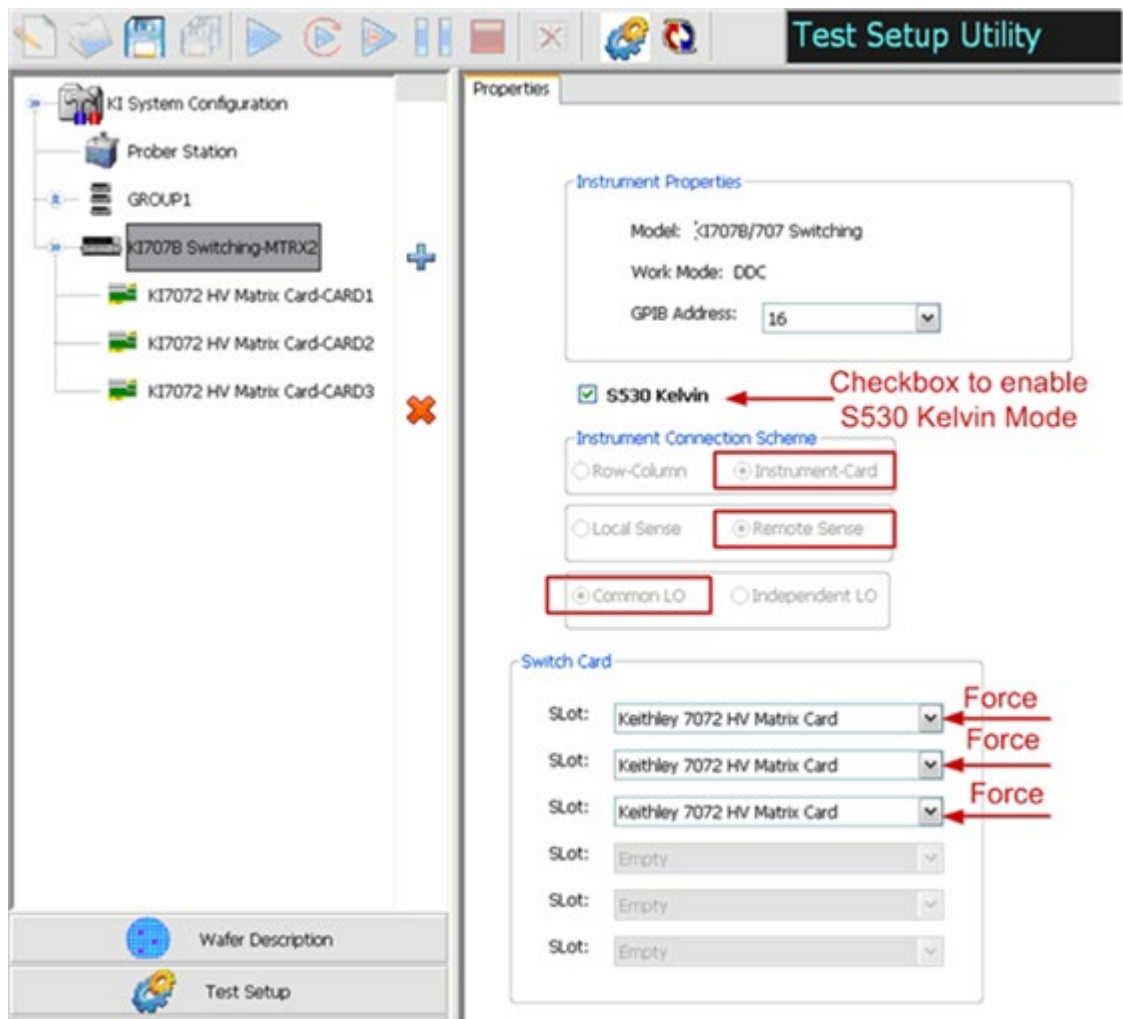 Test Setup Utility
KI System Configuration
Prober Station
GROUP1
KI707B Switching-MTRX2
KI7072 HV Matrix Card-CARD1
KI7072 HV Matrix Card-CARD2
KI7072 HV Matrix Card-CARD3
Wafer Description
Test Setup
Properties
Instrument Properties
Model: KI707B/707 Switching
Work Mode: DDC
GPIB Address: 16
S530 Kelvin
Checkbox to enable
S530 Kelvin Mode
Instrument Connection Scheme
Row-Column Instrument-Card
Local Sense Remote Sense
Common LO Independent LO
Switch Card
SLot: Keithley 7072 HV Matrix Card Force
SLot: Keithley 7072 HV Matrix Card Force
SLot: Keithley 7072 HV Matrix Card Force
SLot: Empty
SLot: Empty
SLot: Empty